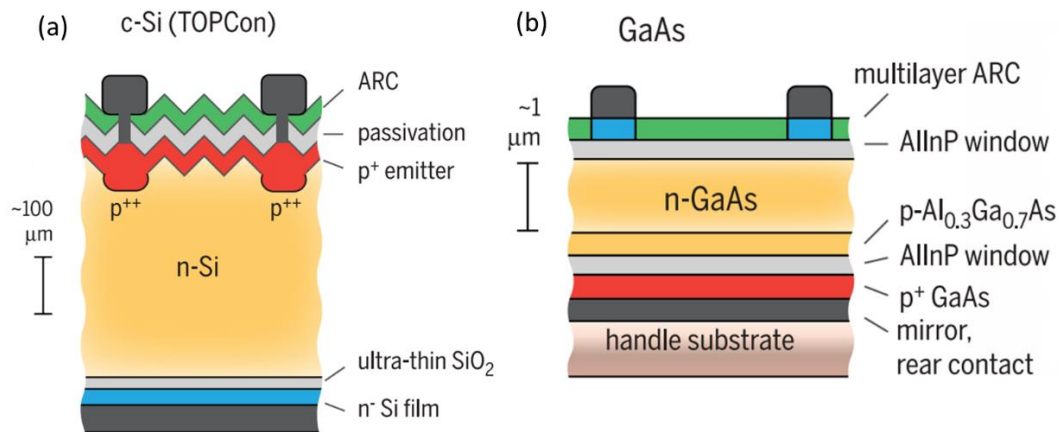 (a)
c-Si (TOPCon)
ARC
passivation
p⁺ emitter
p⁺⁺
p⁺⁺
~100
μm
n-Si
ultra-thin SiO₂
n⁻ Si film
(b)
GaAs
multilayer ARC
~1
μm
AlInP window
n-GaAs
p-Al₀.₃Ga₀.₇As
AlInP window
p⁺ GaAs
mirror,
rear contact
handle substrate